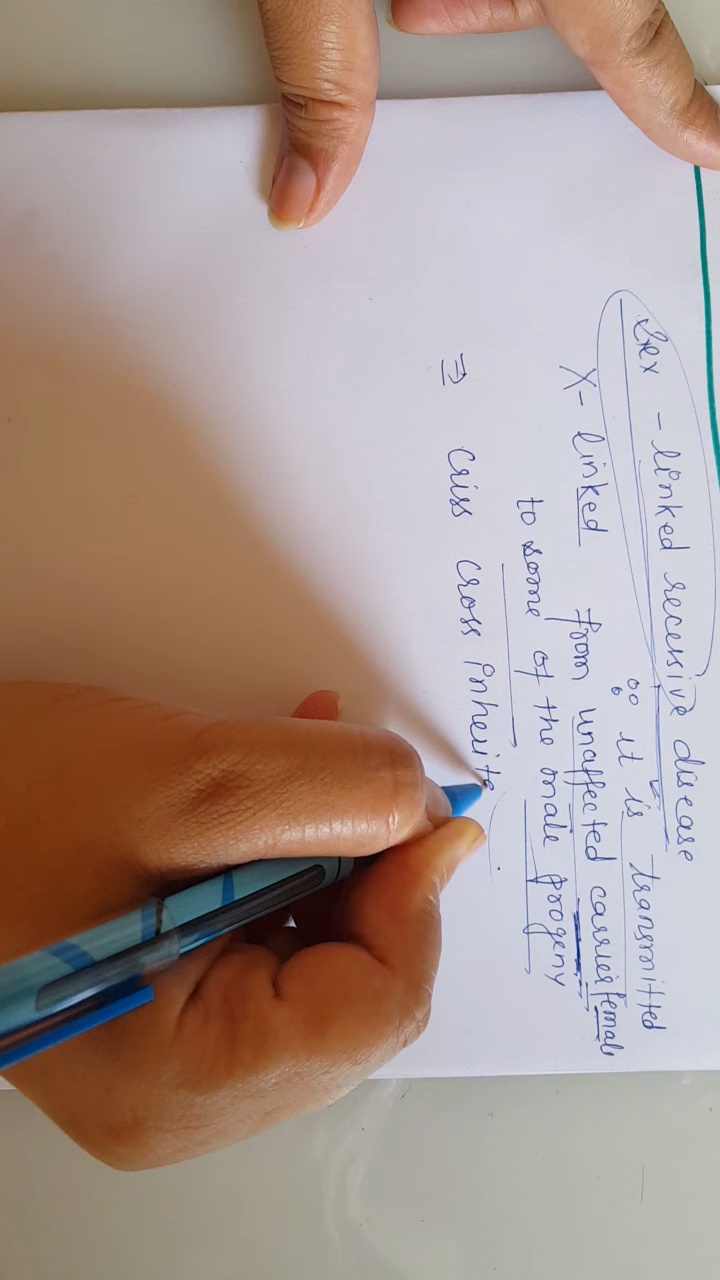 Sex - linked recessive disease
X - linked
∴ it is transmitted
from unaffected carrier female
to some of the male progeny
⇒ criss cross inherite